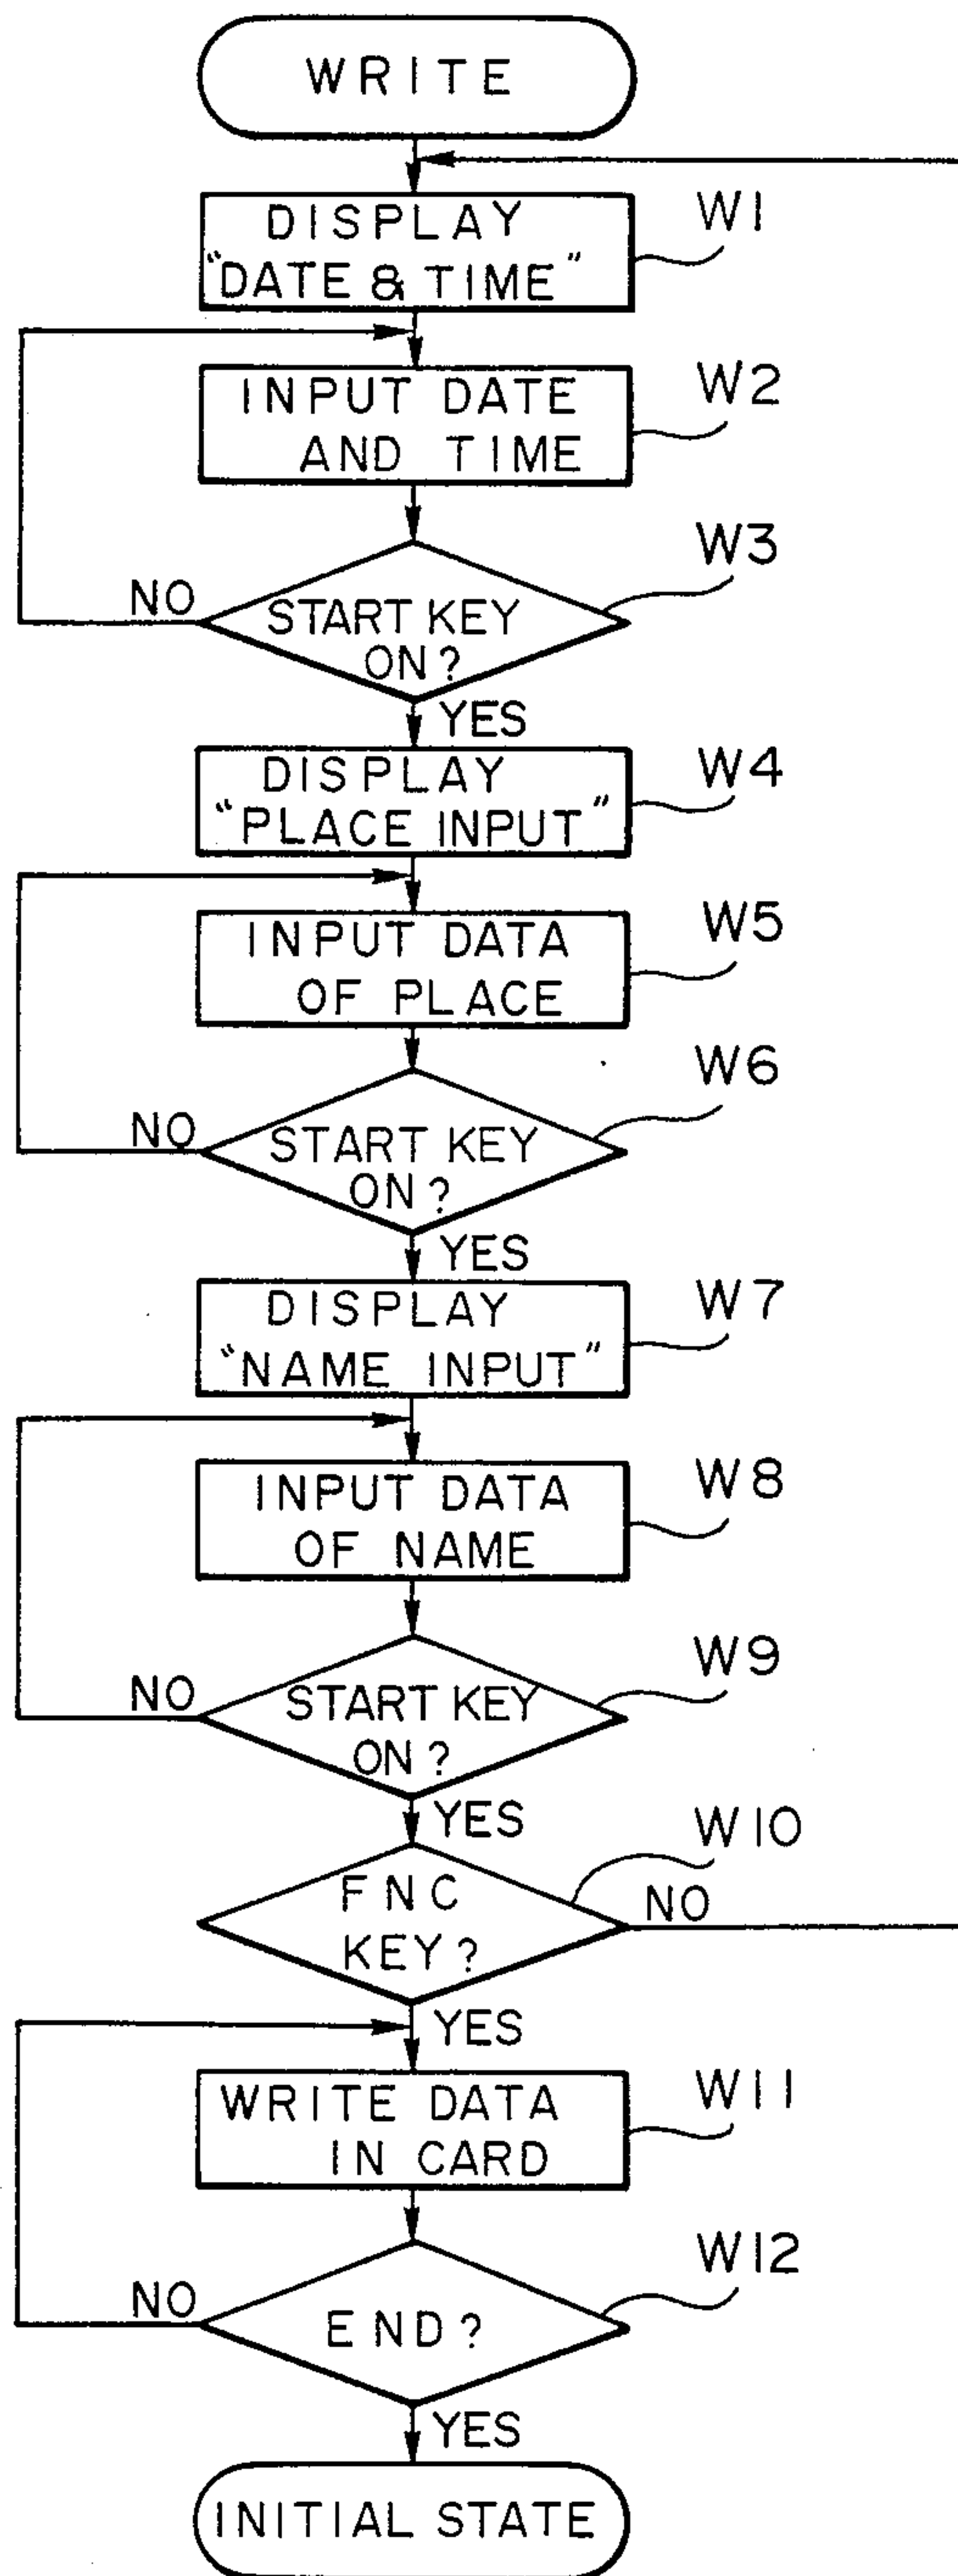 WRITE
DISPLAY
"DATE & TIME"
W1
INPUT DATE
AND TIME
W2
START KEY
ON?
W3
NO
YES
DISPLAY
"PLACE INPUT"
W4
INPUT DATA
OF PLACE
W5
START KEY
ON?
W6
NO
YES
DISPLAY
"NAME INPUT"
W7
INPUT DATA
OF NAME
W8
START KEY
ON?
W9
NO
YES
FNC
KEY?
W10
NO
YES
WRITE DATA
IN CARD
W11
END?
W12
NO
YES
INITIAL STATE